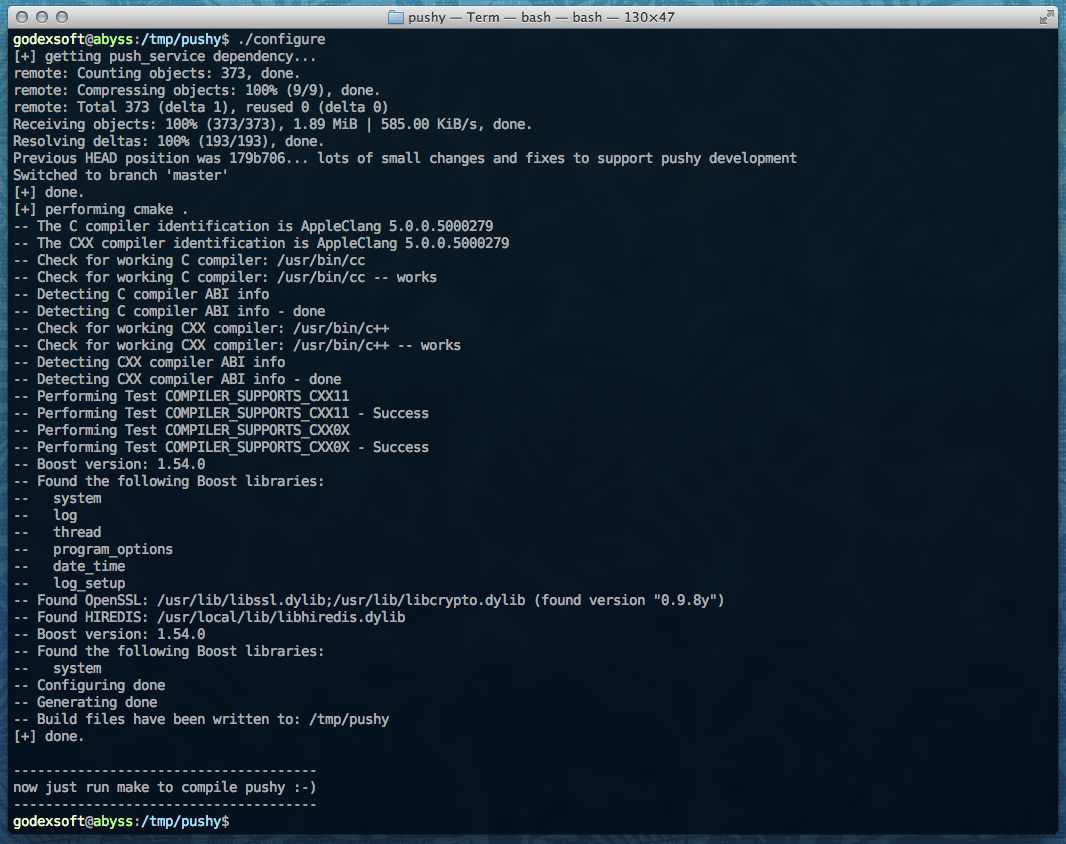 pushy — Term — bash — bash — 130×47
godexsoft@abyss:/tmp/pushy$ ./configure
[+] getting push_service dependency...
remote: Counting objects: 373, done.
remote: Compressing objects: 100% (9/9), done.
remote: Total 373 (delta 1), reused 0 (delta 0)
Receiving objects: 100% (373/373), 1.89 MiB | 585.00 KiB/s, done.
Resolving deltas: 100% (193/193), done.
Previous HEAD position was 179b706... lots of small changes and fixes to support pushy development
Switched to branch 'master'
[+] done.
[+] performing cmake .
-- The C compiler identification is AppleClang 5.0.0.5000279
-- The CXX compiler identification is AppleClang 5.0.0.5000279
-- Check for working C compiler: /usr/bin/cc
-- Check for working C compiler: /usr/bin/cc -- works
-- Detecting C compiler ABI info
-- Detecting C compiler ABI info - done
-- Check for working CXX compiler: /usr/bin/c++
-- Check for working CXX compiler: /usr/bin/c++ -- works
-- Detecting CXX compiler ABI info
-- Detecting CXX compiler ABI info - done
-- Performing Test COMPILER_SUPPORTS_CXX11
-- Performing Test COMPILER_SUPPORTS_CXX11 - Success
-- Performing Test COMPILER_SUPPORTS_CXX0X
-- Performing Test COMPILER_SUPPORTS_CXX0X - Success
-- Boost version: 1.54.0
-- Found the following Boost libraries:
--   system
--   log
--   thread
--   program_options
--   date_time
--   log_setup
-- Found OpenSSL: /usr/lib/libssl.dylib;/usr/lib/libcrypto.dylib (found version "0.9.8y")
-- Found HIREDIS: /usr/local/lib/libhiredis.dylib
-- Boost version: 1.54.0
-- Found the following Boost libraries:
--   system
-- Configuring done
-- Generating done
-- Build files have been written to: /tmp/pushy
[+] done.
--------------------------------------
now just run make to compile pushy :-)
--------------------------------------
godexsoft@abyss:/tmp/pushy$